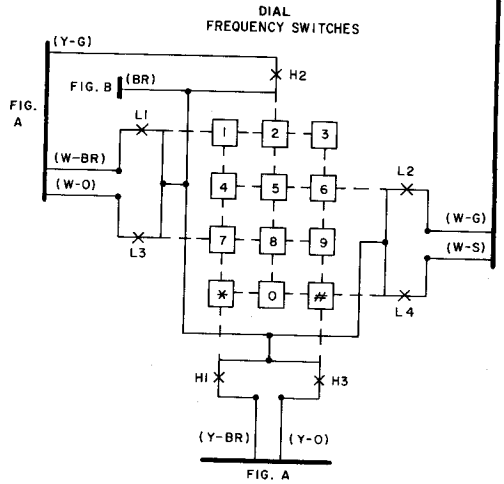 DIAL
FREQUENCY SWITCHES
(Y-G)
H2
FIG. B
(BR)
FIG.
A
L1
1 2 3
(W-BR)
4 5 6
L2
(W-O)
(W-G)
7 8 9
(W-S)
L3
* 0 #
L4
H1
H3
(Y-BR)
(Y-O)
FIG. A